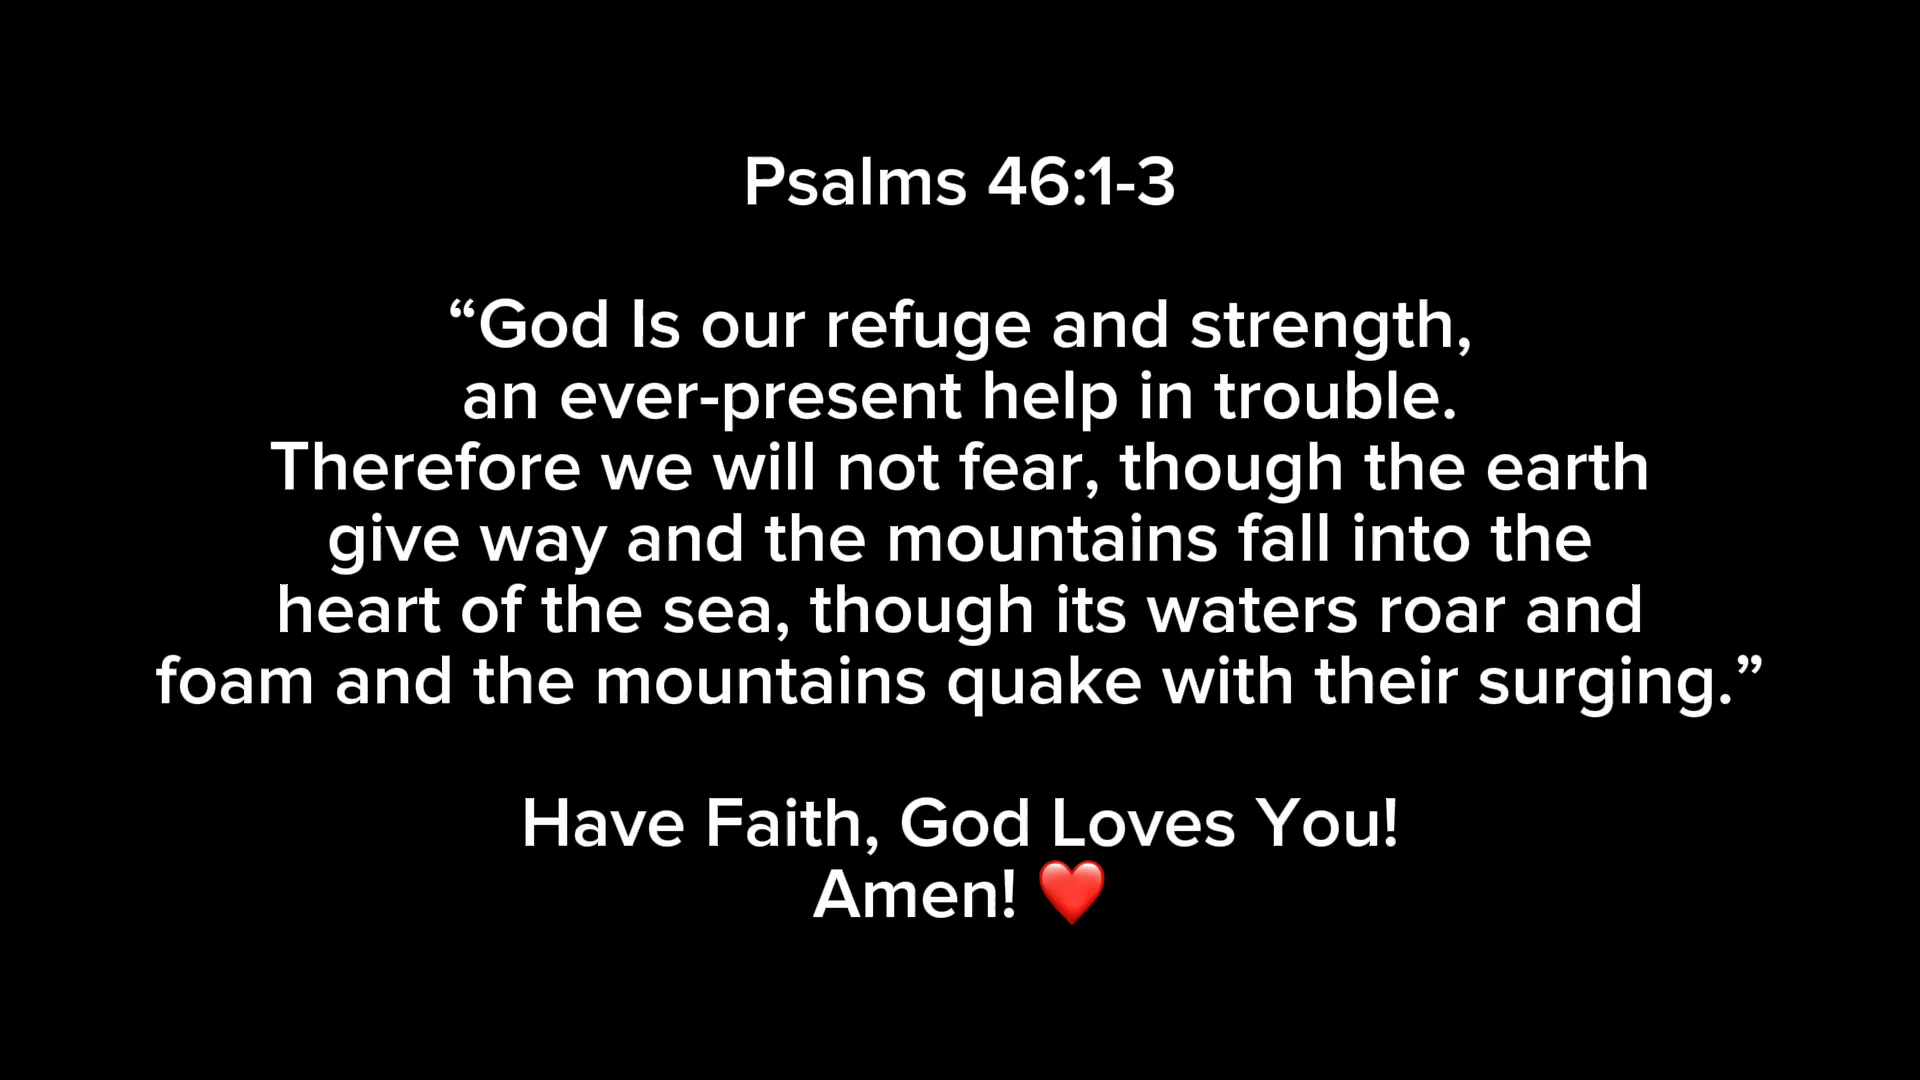 Psalms 46:1-3
“God Is our refuge and strength,
an ever-present help in trouble.
Therefore we will not fear, though the earth
give way and the mountains fall into the
heart of the sea, though its waters roar and
foam and the mountains quake with their surging.”
Have Faith, God Loves You!
Amen! ❤️